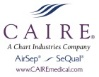 CAIRE®
A Chart Industries Company
AirSep® SeQual®
www.CAIREmedical.com